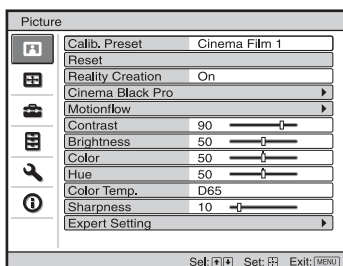 Picture
Calib. Preset Cinema Film 1
Reset
Reality Creation On
Cinema Black Pro
Motionflow
Contrast 90
Brightness 50
Color 50
Hue 50
Color Temp. D65
Sharpness 10
Expert Setting
Sel: Set: Exit: MENU